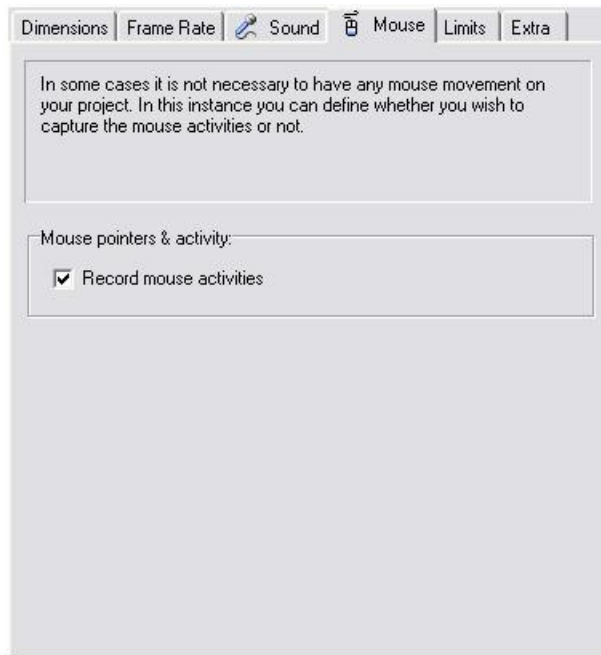 Dimensions Frame Rate Sound Mouse Limits Extra
In some cases it is not necessary to have any mouse movement on
your project. In this instance you can define whether you wish to
capture the mouse activities or not.
Mouse pointers & activity:
Record mouse activities